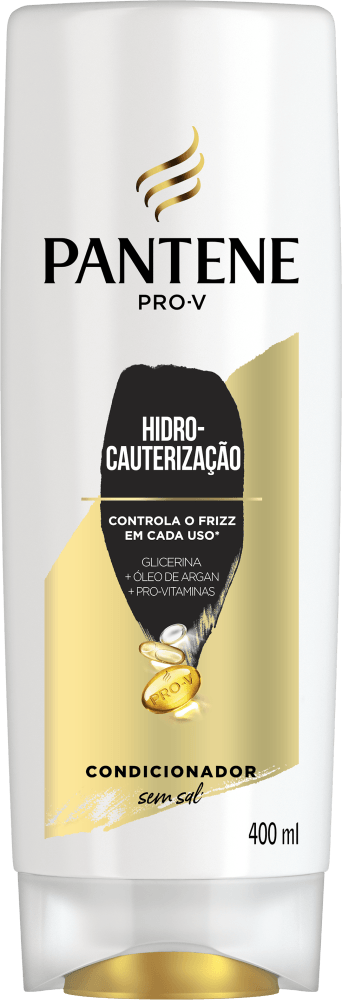 PANTENE
PRO-V
HIDRO-
CAUTERIZAÇÃO
CONTROLA O FRIZZ
EM CADA USO*
GLICERINA
+ ÓLEO DE ARGAN
+ PRO-VITAMINAS
PRO-V
CONDICIONADOR
sem sal
400 ml